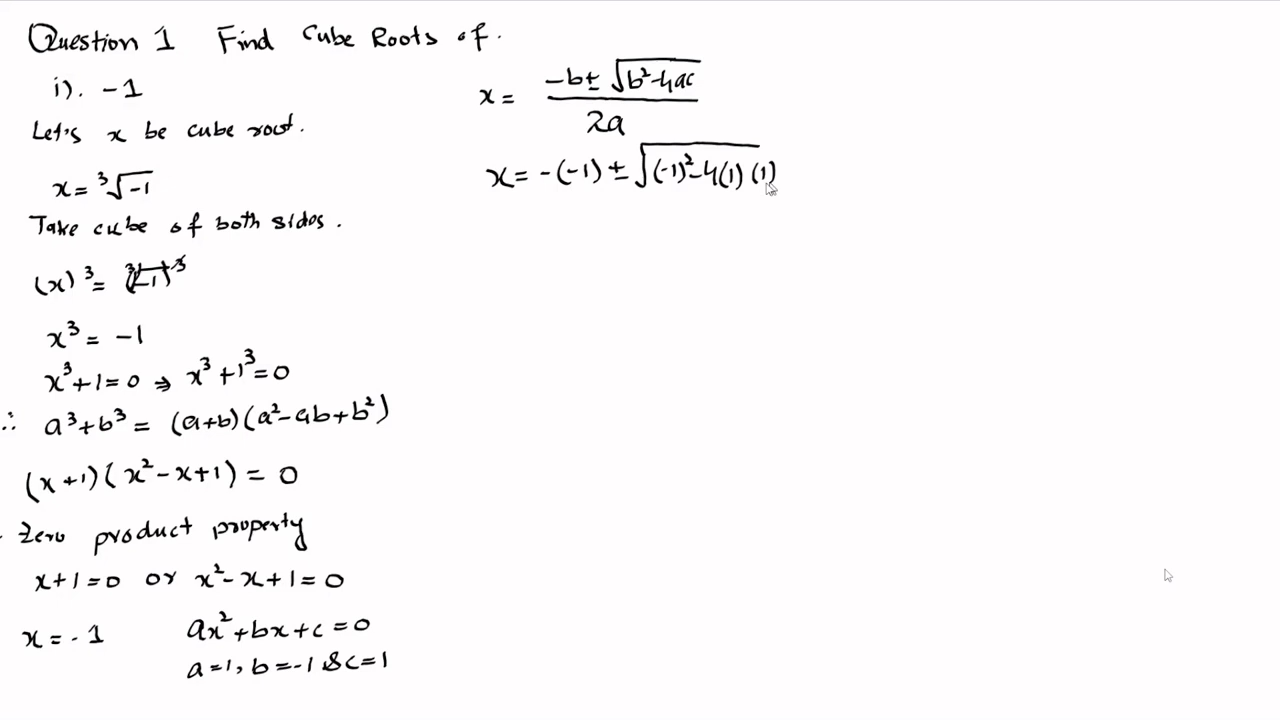 Question 1 Find Cube Roots of.
i). -1
Let's x be cube root.
x = ³√-1
Take cube of both sides.
(x)³ = (³√-1)³
x³ = -1
x³+1=0 ⇒ x³+1³=0
∴ a³+b³ = (a+b)(a²-ab+b²)
(x+1)(x²-x+1) = 0
Zero product property
x+1=0 or x²-x+1=0
x=-1 ax²+bx+c=0
a=1, b=-1 & c=1
x = -b±√b²-4ac
2a
x = -(-1) ± √(-1)²-4(1)(1)